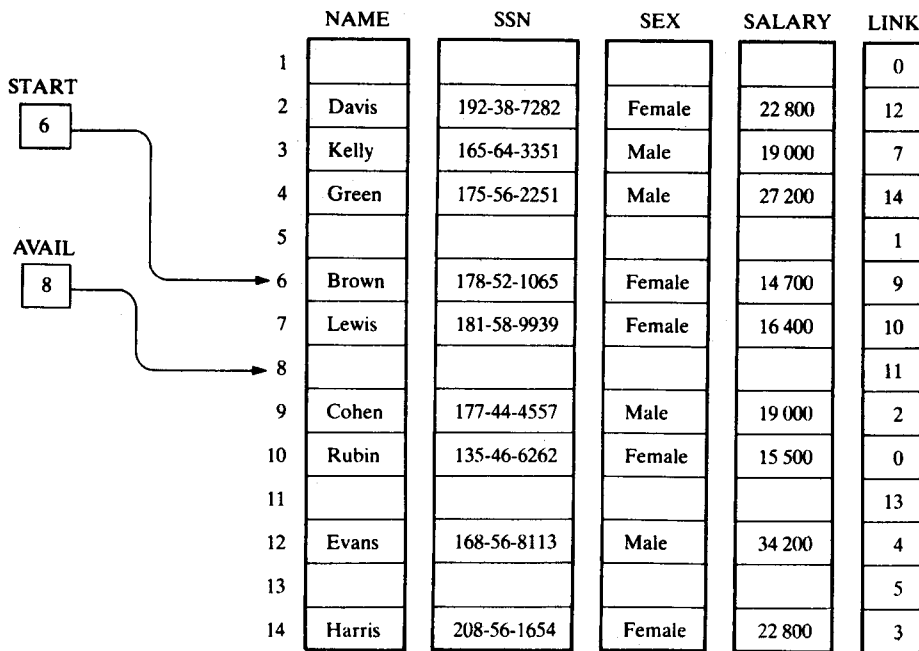 NAME SSN SEX SALARY LINK
1 0
START
6
2 Davis 192-38-7282 Female 22 800 12
3 Kelly 165-64-3351 Male 19 000 7
4 Green 175-56-2251 Male 27 200 14
5 1
AVAIL
8
6 Brown 178-52-1065 Female 14 700 9
7 Lewis 181-58-9939 Female 16 400 10
8 11
9 Cohen 177-44-4557 Male 19 000 2
10 Rubin 135-46-6262 Female 15 500 0
11 13
12 Evans 168-56-8113 Male 34 200 4
13 5
14 Harris 208-56-1654 Female 22 800 3